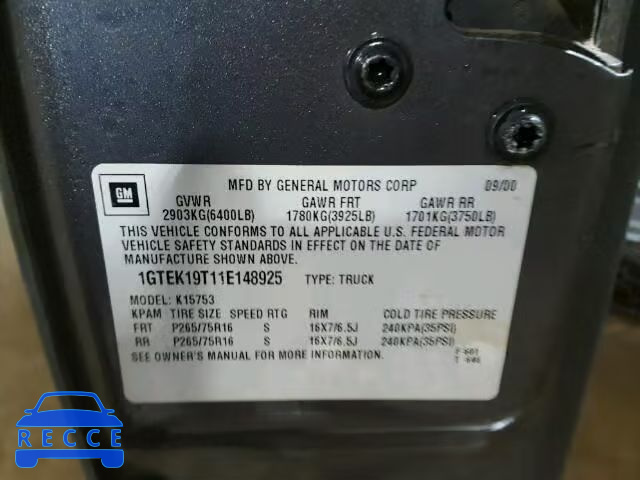 GM
MFD BY GENERAL MOTORS CORP 09/00
GVWR GAWR FRT GAWR RR
2903KG(6400LB) 1780KG(3925LB) 1701KG(3750LB)
THIS VEHICLE CONFORMS TO ALL APPLICABLE U.S. FEDERAL MOTOR
VEHICLE SAFETY STANDARDS IN EFFECT ON THE DATE OF
MANUFACTURE SHOWN ABOVE.
1GTEK19T11E148925 TYPE: TRUCK
MODEL: K15753
KPAM TIRE SIZE SPEED RTG RIM COLD TIRE PRESSURE
FRT P265/75R16 S 16X7/6.5J 240KPA(35PSI)
RR P265/75R16 S 16X7/6.5J 240KPA(35PSI)
SEE OWNER'S MANUAL FOR MORE INFORMATION.
RECCE